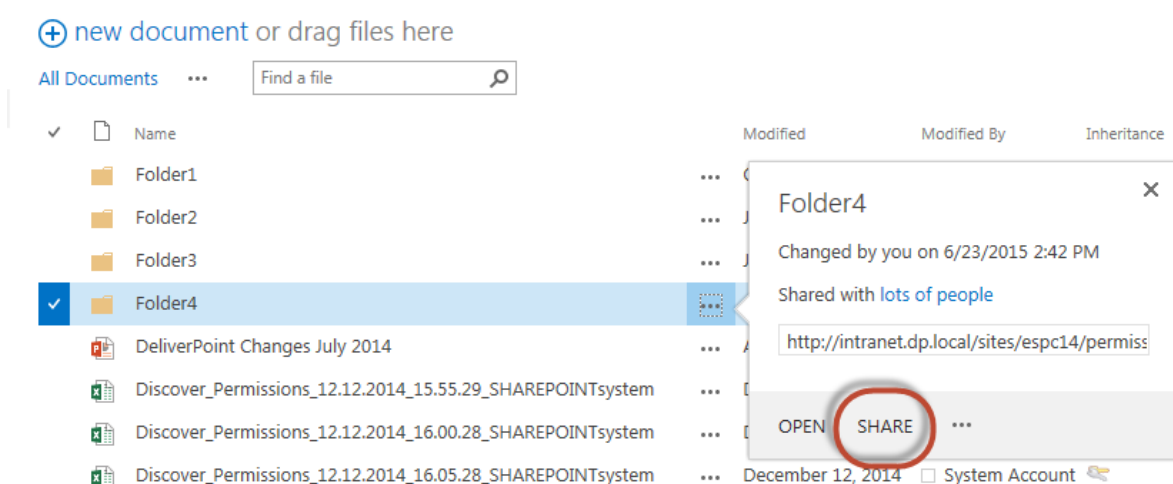 new document or drag files here
All Documents ... Find a file
Name Modified Modified By Inheritance
Folder1 ...
Folder2 ...
Folder3 ...
Folder4 ...
DeliverPoint Changes July 2014 ...
Discover_Permissions_12.12.2014_15.55.29_SHAREPOINTsystem ...
Discover_Permissions_12.12.2014_16.00.28_SHAREPOINTsystem ...
Discover_Permissions_12.12.2014_16.05.28_SHAREPOINTsystem ... December 12, 2014 System Account
Folder4
Changed by you on 6/23/2015 2:42 PM
Shared with lots of people
http://intranet.dp.local/sites/espc14/permiss
OPEN SHARE ...